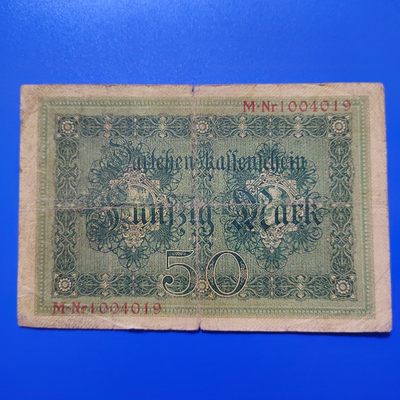 M·Nr1004019
Darlehenskassenschein
Fünfzig Mark
50
M·Nr1004019